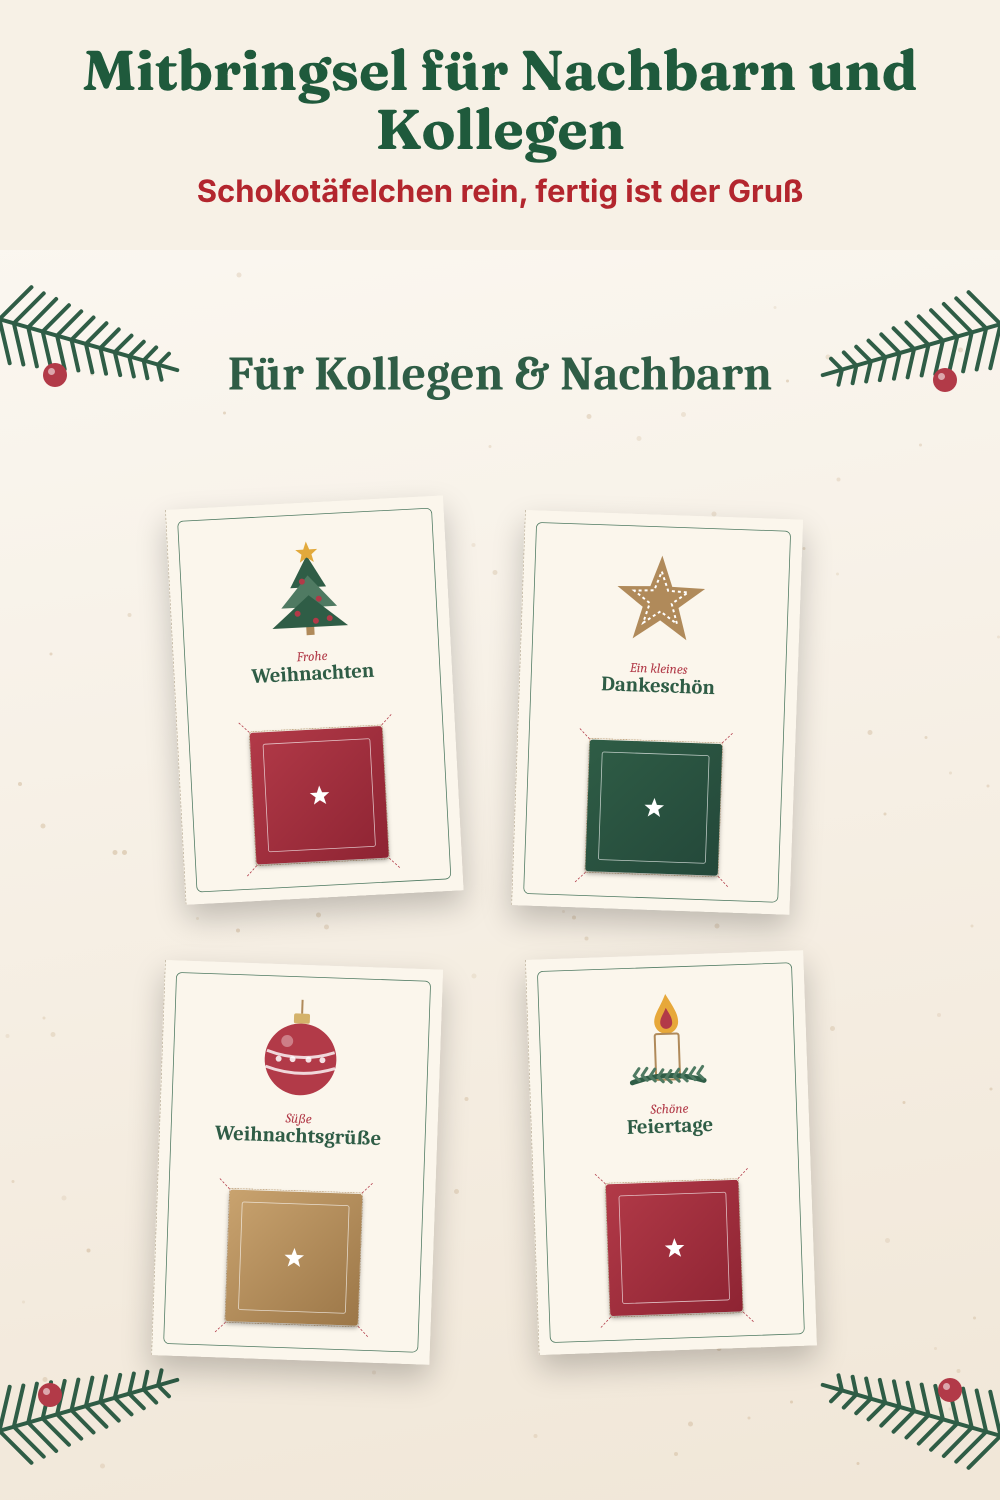 Mitbringsel für Nachbarn und
Kollegen
Schokotäfelchen rein, fertig ist der Gruß
Für Kollegen & Nachbarn
Frohe
Weihnachten
Ein kleines
Dankeschön
Süße
Weihnachtsgrüße
Schöne
Feiertage